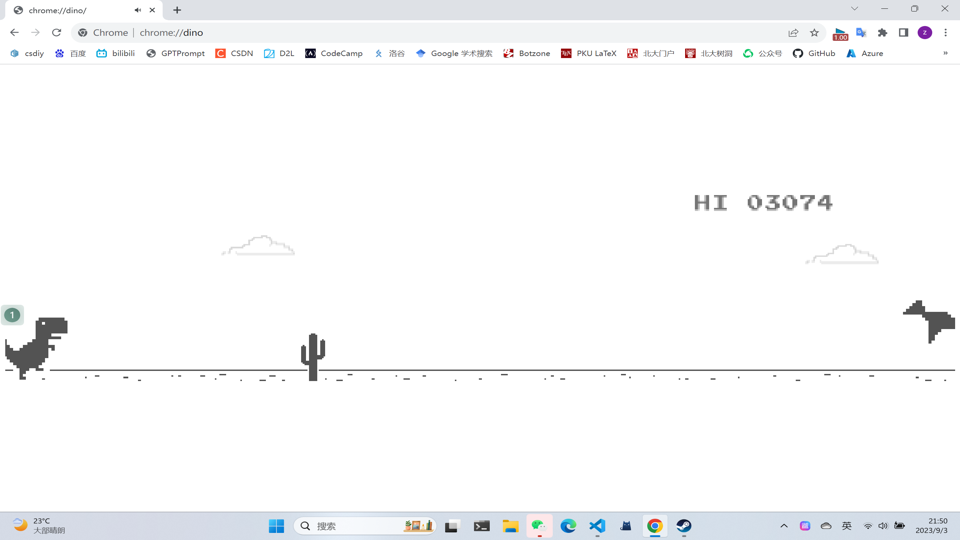 chrome://dino/
Chrome | chrome://dino
1.00
z
csdiy 百度 bilibili GPTPrompt CSDN D2L CodeCamp 洛谷 Google 学术搜索 Botzone PKU LaTeX 北大门户 北大树洞 公众号 GitHub Azure »
HI 03074
1
23°C
大部晴朗
搜索
英
21:50
2023/9/3